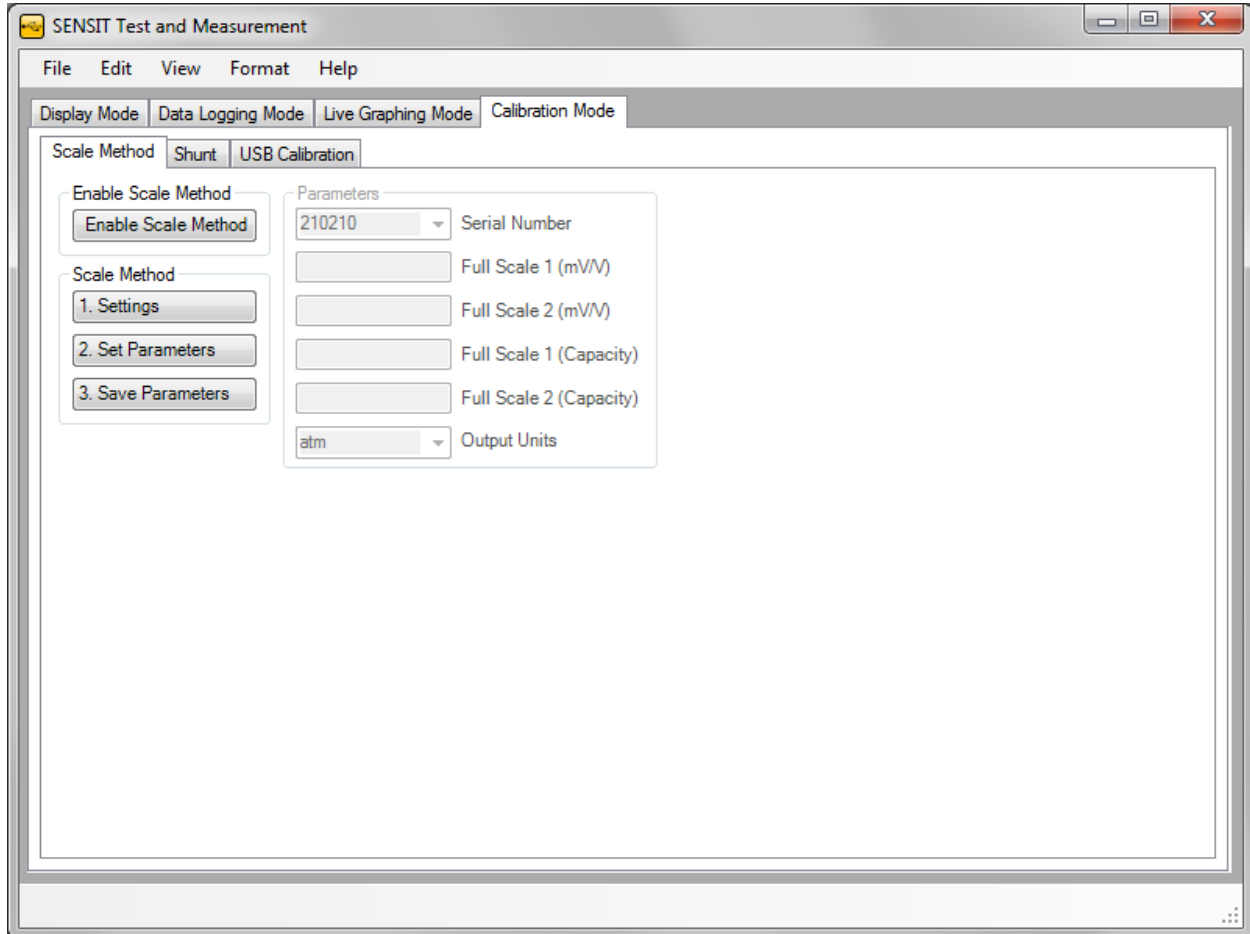 SENSIT Test and Measurement
File Edit View Format Help
Display Mode Data Logging Mode Live Graphing Mode Calibration Mode
Scale Method Shunt USB Calibration
Enable Scale Method
Enable Scale Method
Scale Method
1. Settings
2. Set Parameters
3. Save Parameters
Parameters
210210 Serial Number
Full Scale 1 (mV/V)
Full Scale 2 (mV/V)
Full Scale 1 (Capacity)
Full Scale 2 (Capacity)
atm Output Units